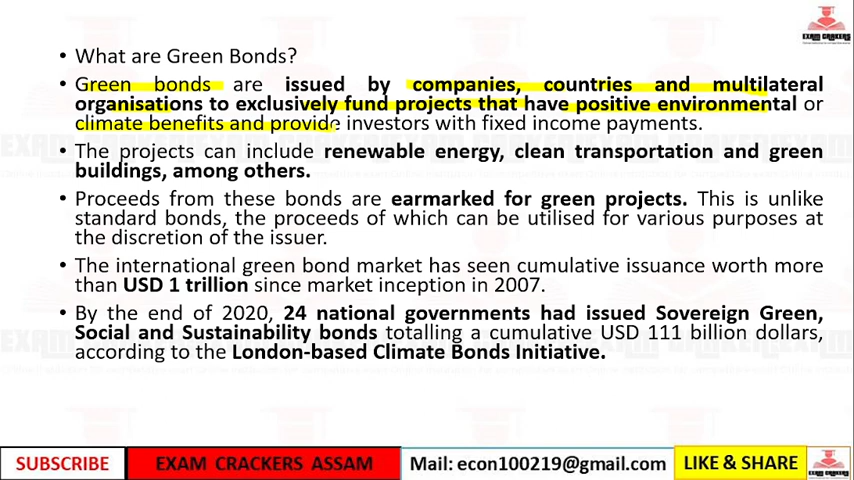 EXAM CRACKERS
• What are Green Bonds?
• Green bonds are issued by companies, countries and multilateral
organisations to exclusively fund projects that have positive environmental or
climate benefits and provide investors with fixed income payments.
• The projects can include renewable energy, clean transportation and green
buildings, among others.
• Proceeds from these bonds are earmarked for green projects. This is unlike
standard bonds, the proceeds of which can be utilised for various purposes at
the discretion of the issuer.
• The international green bond market has seen cumulative issuance worth more
than USD 1 trillion since market inception in 2007.
• By the end of 2020, 24 national governments had issued Sovereign Green,
Social and Sustainability bonds totalling a cumulative USD 111 billion dollars,
according to the London-based Climate Bonds Initiative.
SUBSCRIBE EXAM CRACKERS ASSAM Mail: econ100219@gmail.com LIKE & SHARE